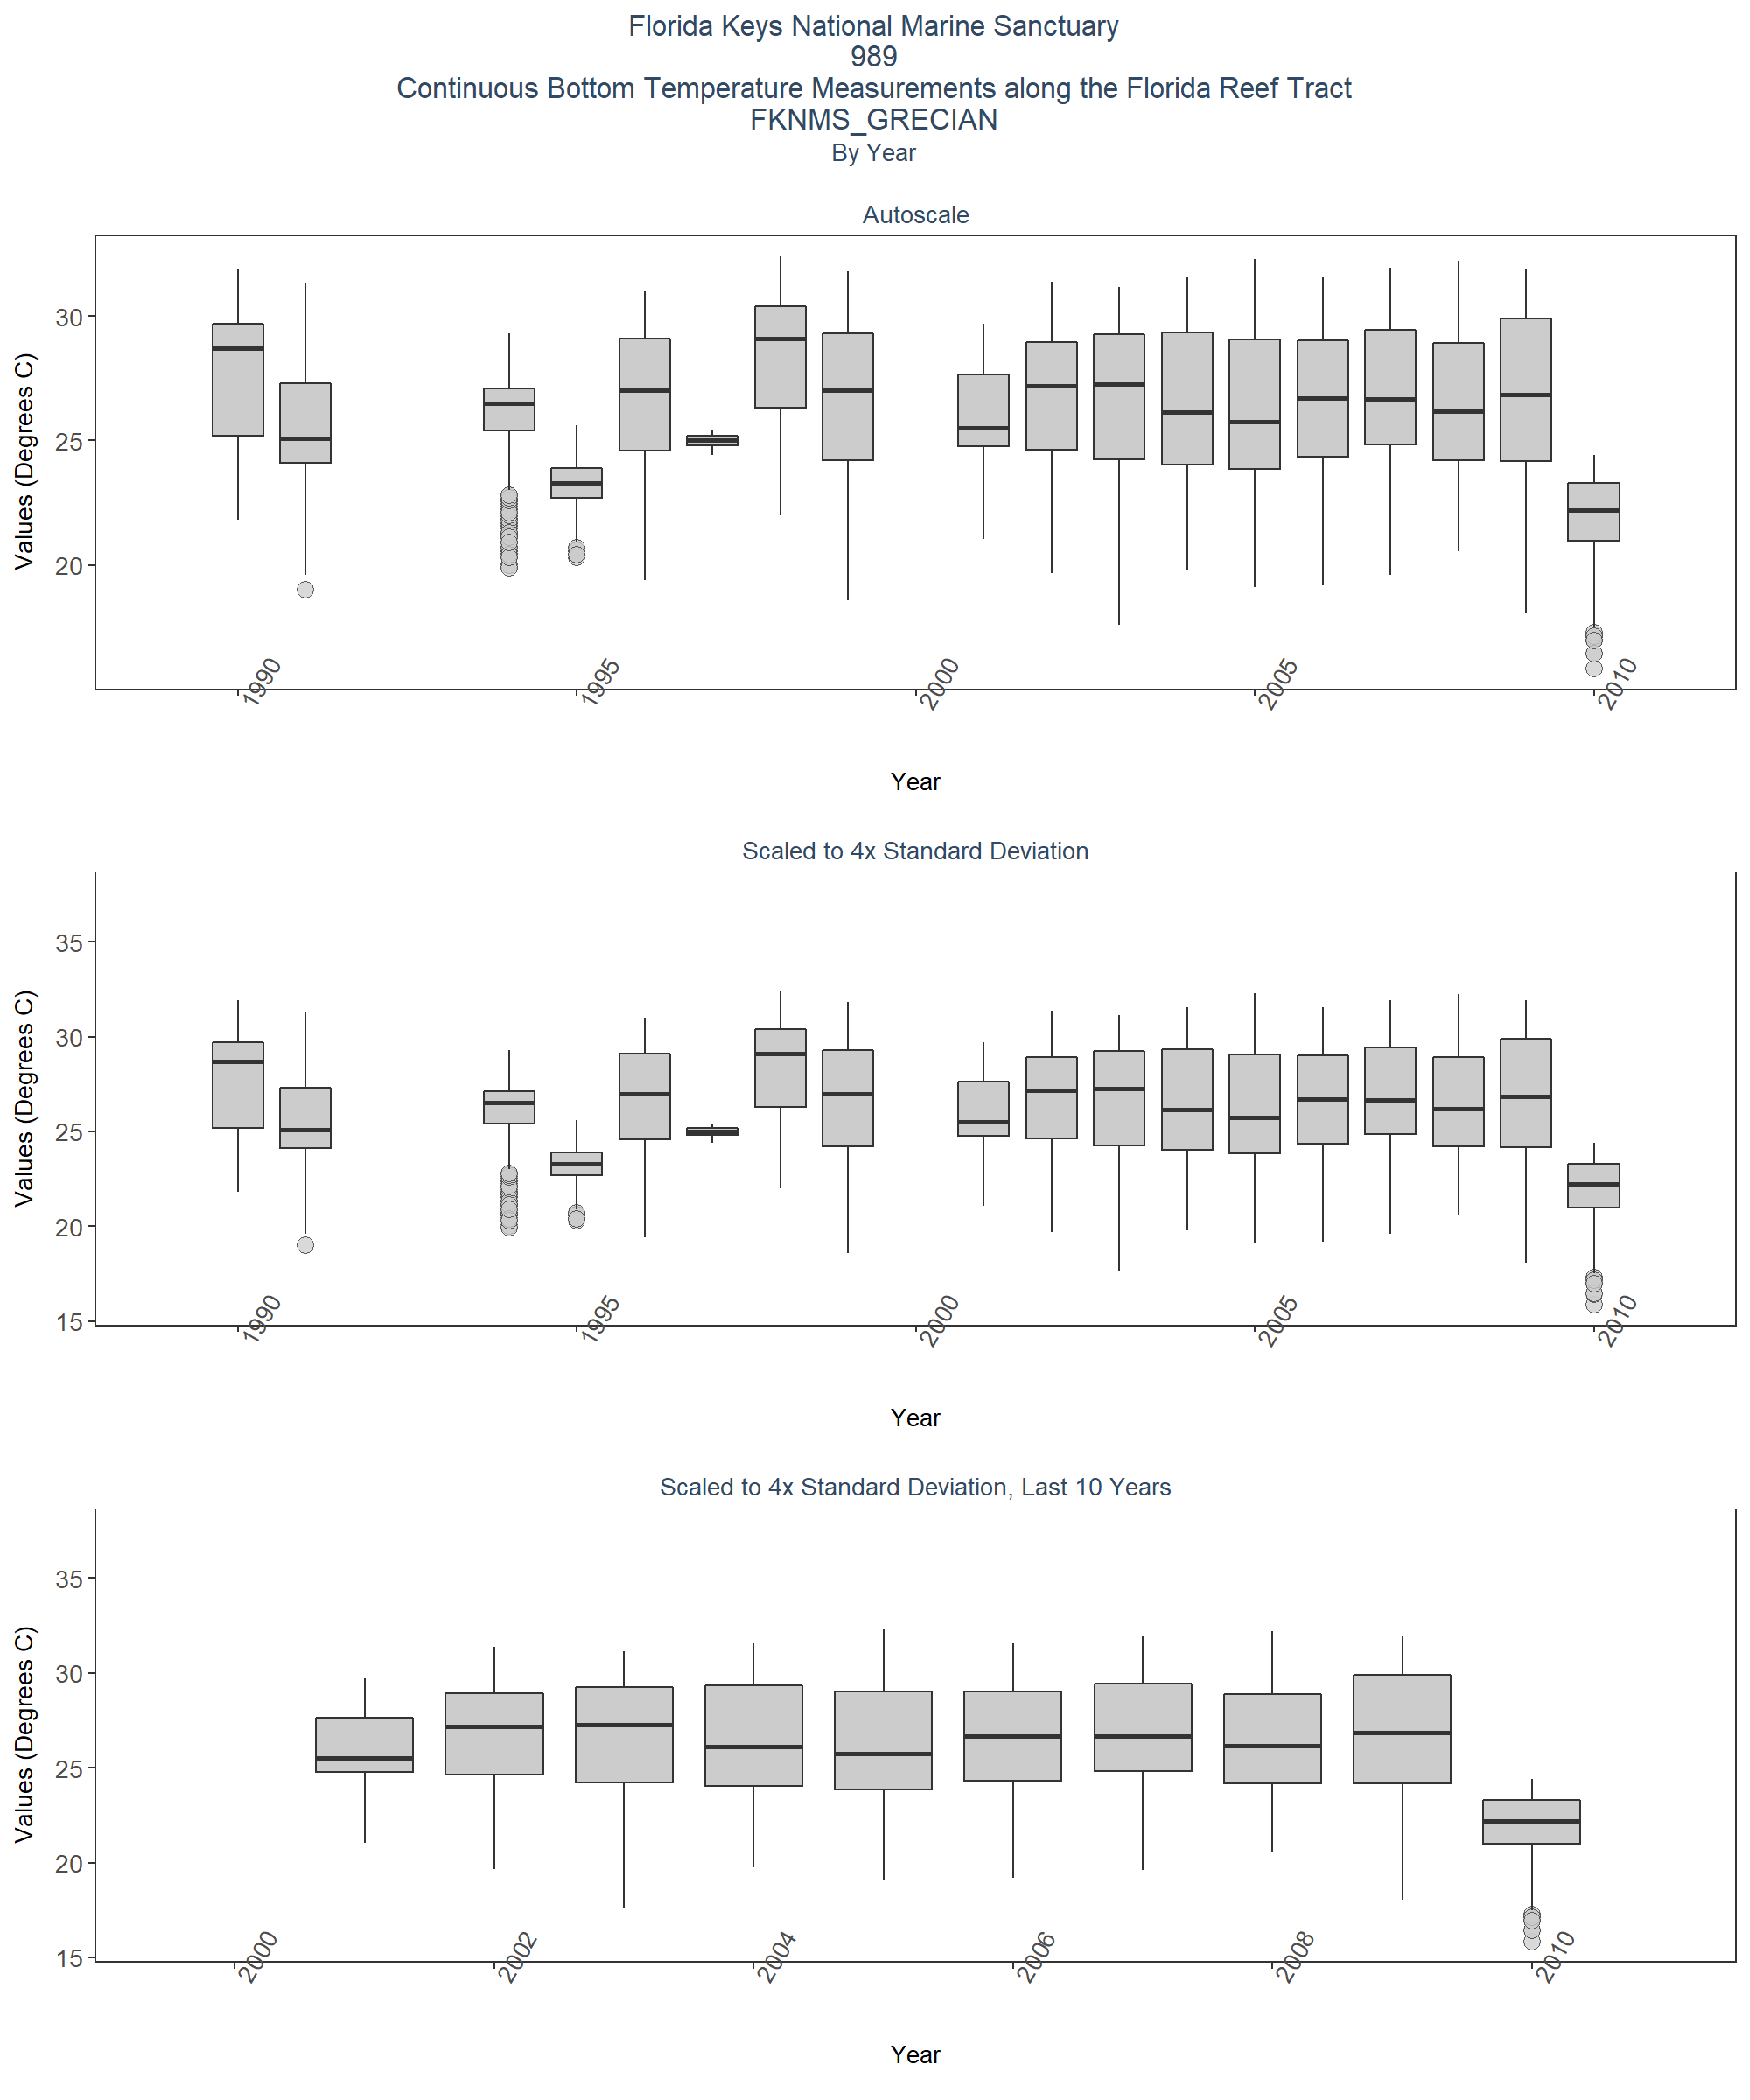 Florida Keys National Marine Sanctuary
989
Continuous Bottom Temperature Measurements along the Florida Reef Tract
FKNMS_GRECIAN
By Year
Autoscale
Values (Degrees C)
30
25
20
1990
1995
2000
2005
2010
Year
Scaled to 4x Standard Deviation
Values (Degrees C)
35
30
25
20
15
1990
1995
2000
2005
2010
Year
Scaled to 4x Standard Deviation, Last 10 Years
Values (Degrees C)
35
30
25
20
15
2000
2002
2004
2006
2008
2010
Year